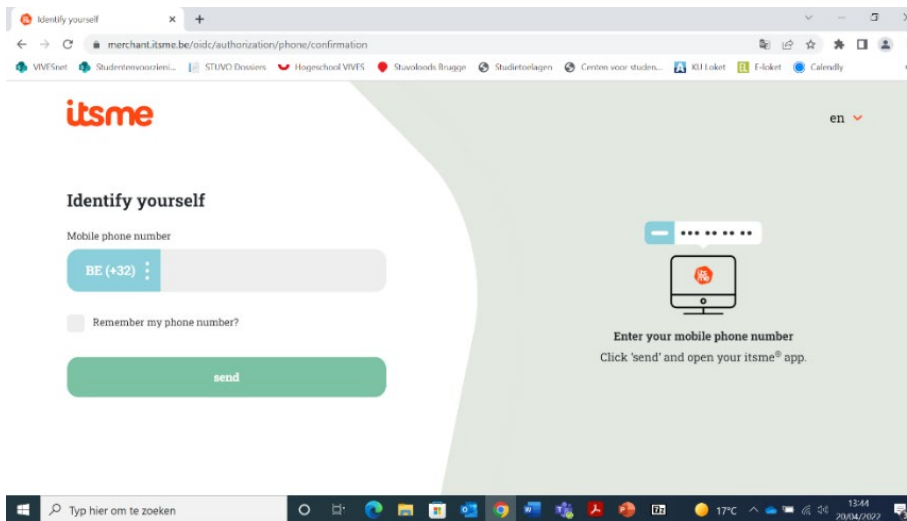 Identify yourself
merchant.itsme.be/oidc/authorization/phone/confirmation
VIVESnet Studentenvoorzieni... STUVO Dossiers Hogeschool VIVES Stuvoloods Brugge Studietoelagen Centen voor studen... KU Loket E-loket Calendly
itsme
en
Identify yourself
Mobile phone number
BE (+32)
Remember my phone number?
send
Enter your mobile phone number
Click 'send' and open your itsme® app.
Typ hier om te zoeken
17°C
13:44
20/04/2022